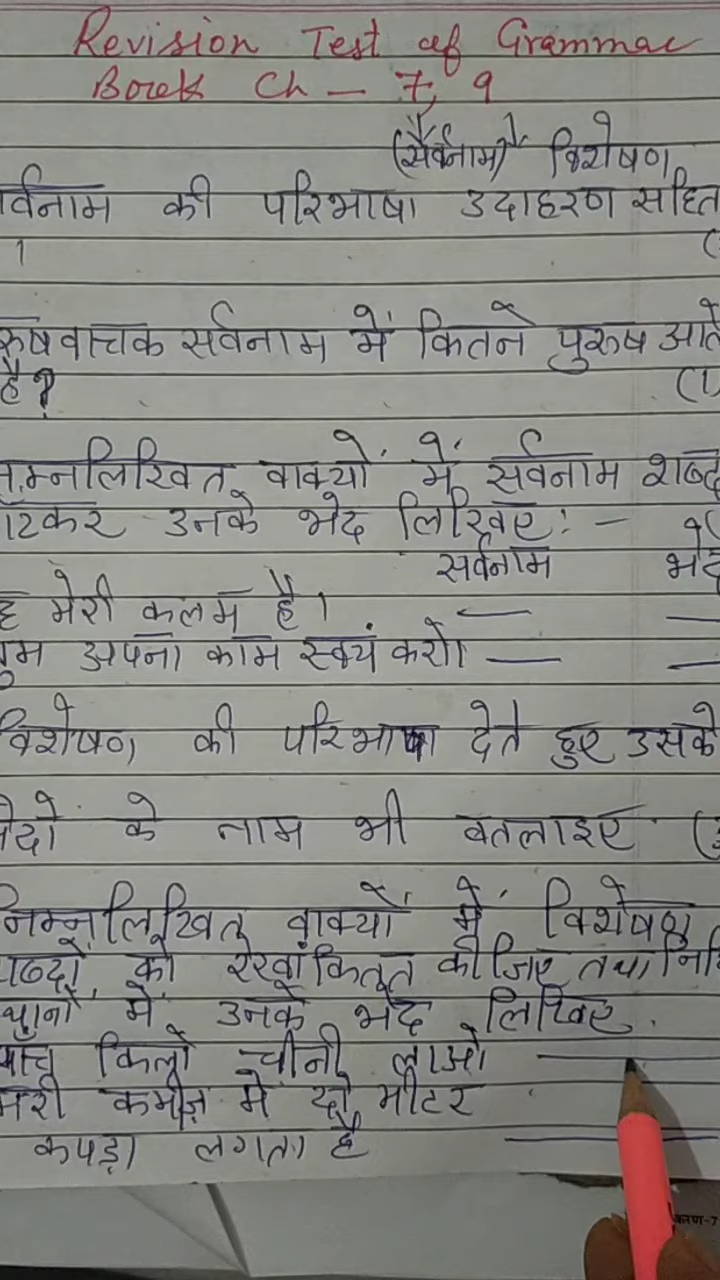 Revision Test of Grammar
Book Ch - 7, 9
(सर्वनाम) विशेषण
र्वनाम की परिभाषा उदाहरण सहित
।
रुषवाचक सर्वनाम में कितने पुरुष आते
है?
निम्नलिखित वाक्यों में सर्वनाम शब्द
उनके भेद लिखिए: -
सर्वनाम भेद
मेरी कलम है।
तुम अपना काम स्वयं करो।
विशेषण की परिभाषा देते हुए उसके
भेदों के नाम भी बतलाइए
निम्नलिखित वाक्यों में विशेषण
शब्दों को रेखांकित कीजिए तथा
में उनके भेद लिखिए.
पाँच किलो चीनी लाओ
मेरी कमीज़ में दो मीटर
कपड़ा लगता है